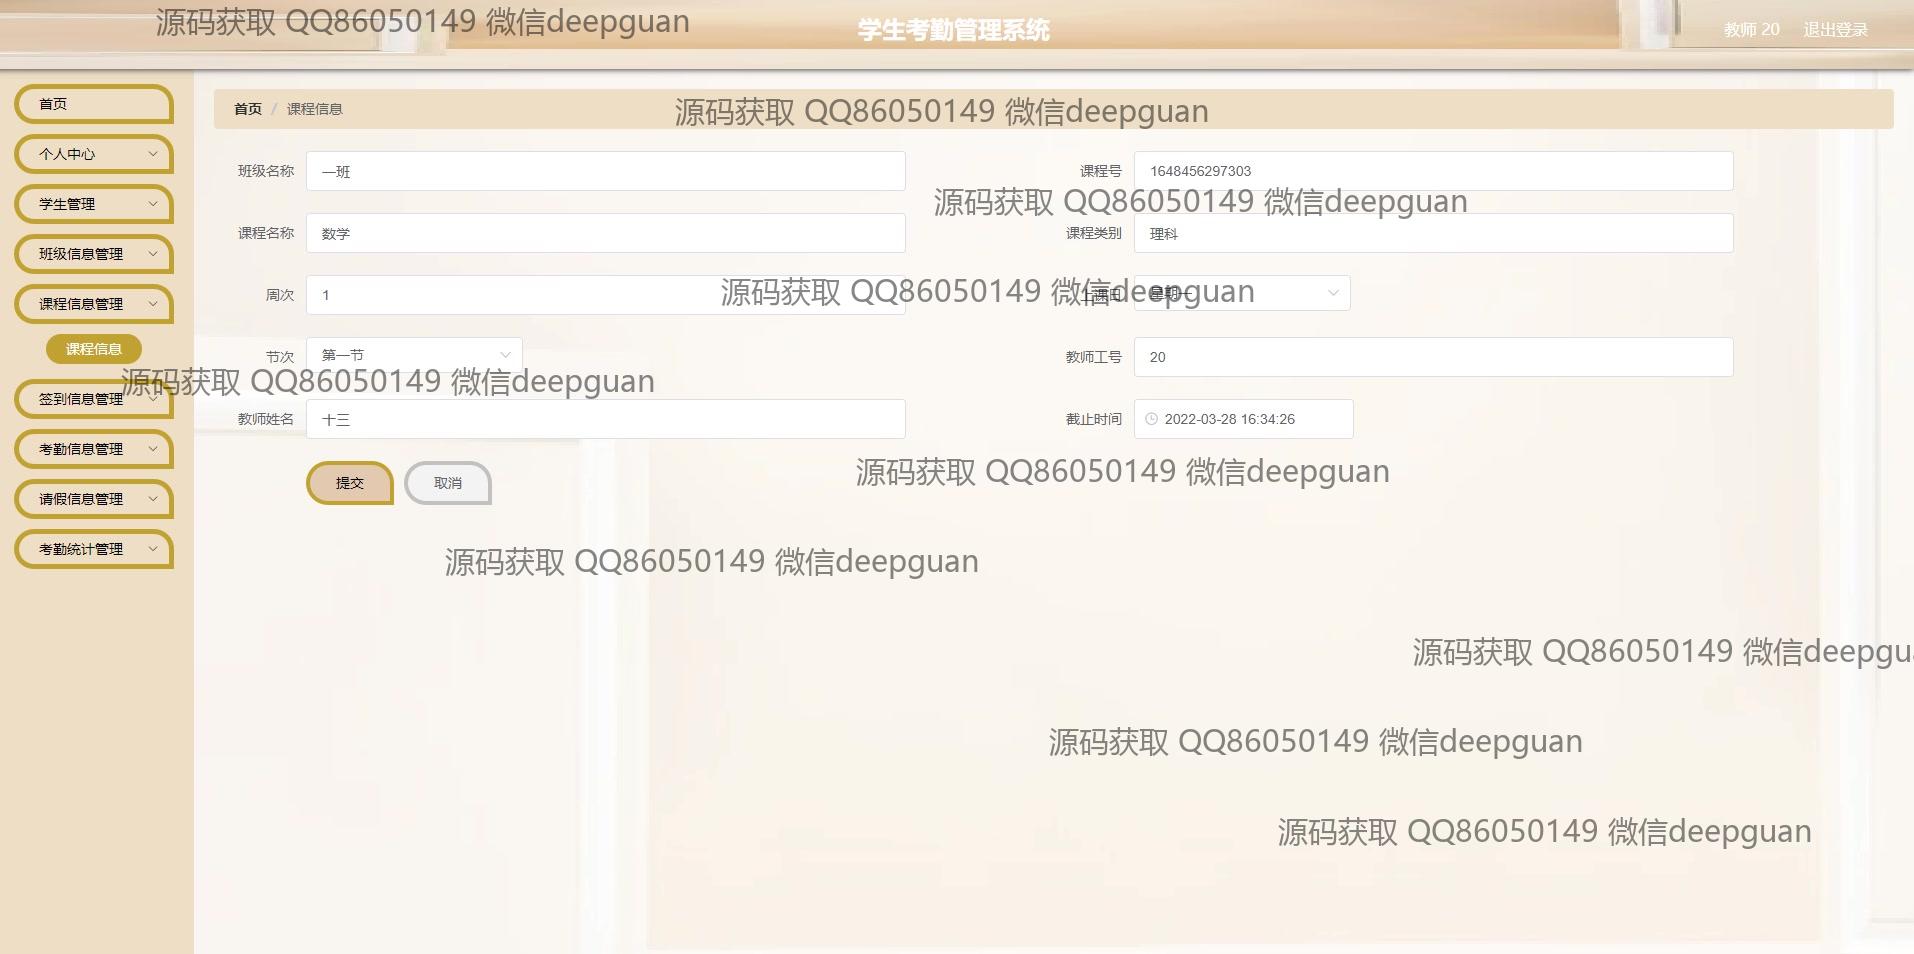 源码获取 QQ86050149 微信deepguan
学生考勤管理系统
教师 20 退出登录
首页
个人中心
学生管理
班级信息管理
课程信息管理
课程信息
签到信息管理
考勤信息管理
请假信息管理
考勤统计管理
首页 / 课程信息
源码获取 QQ86050149 微信deepguan
班级名称 一班
课程号 1648456297303
源码获取 QQ86050149 微信deepguan
课程名称 数学
课程类别 理科
周次 1
源码获取 QQ86050149 微信deepguan
上课日 星期一
节次 第一节
教师工号 20
源码获取 QQ86050149 微信deepguan
教师姓名 十三
截止时间 2022-03-28 16:34:26
提交 取消
源码获取 QQ86050149 微信deepguan
源码获取 QQ86050149 微信deepguan
源码获取 QQ86050149 微信deepgu
源码获取 QQ86050149 微信deepguan
源码获取 QQ86050149 微信deepguan